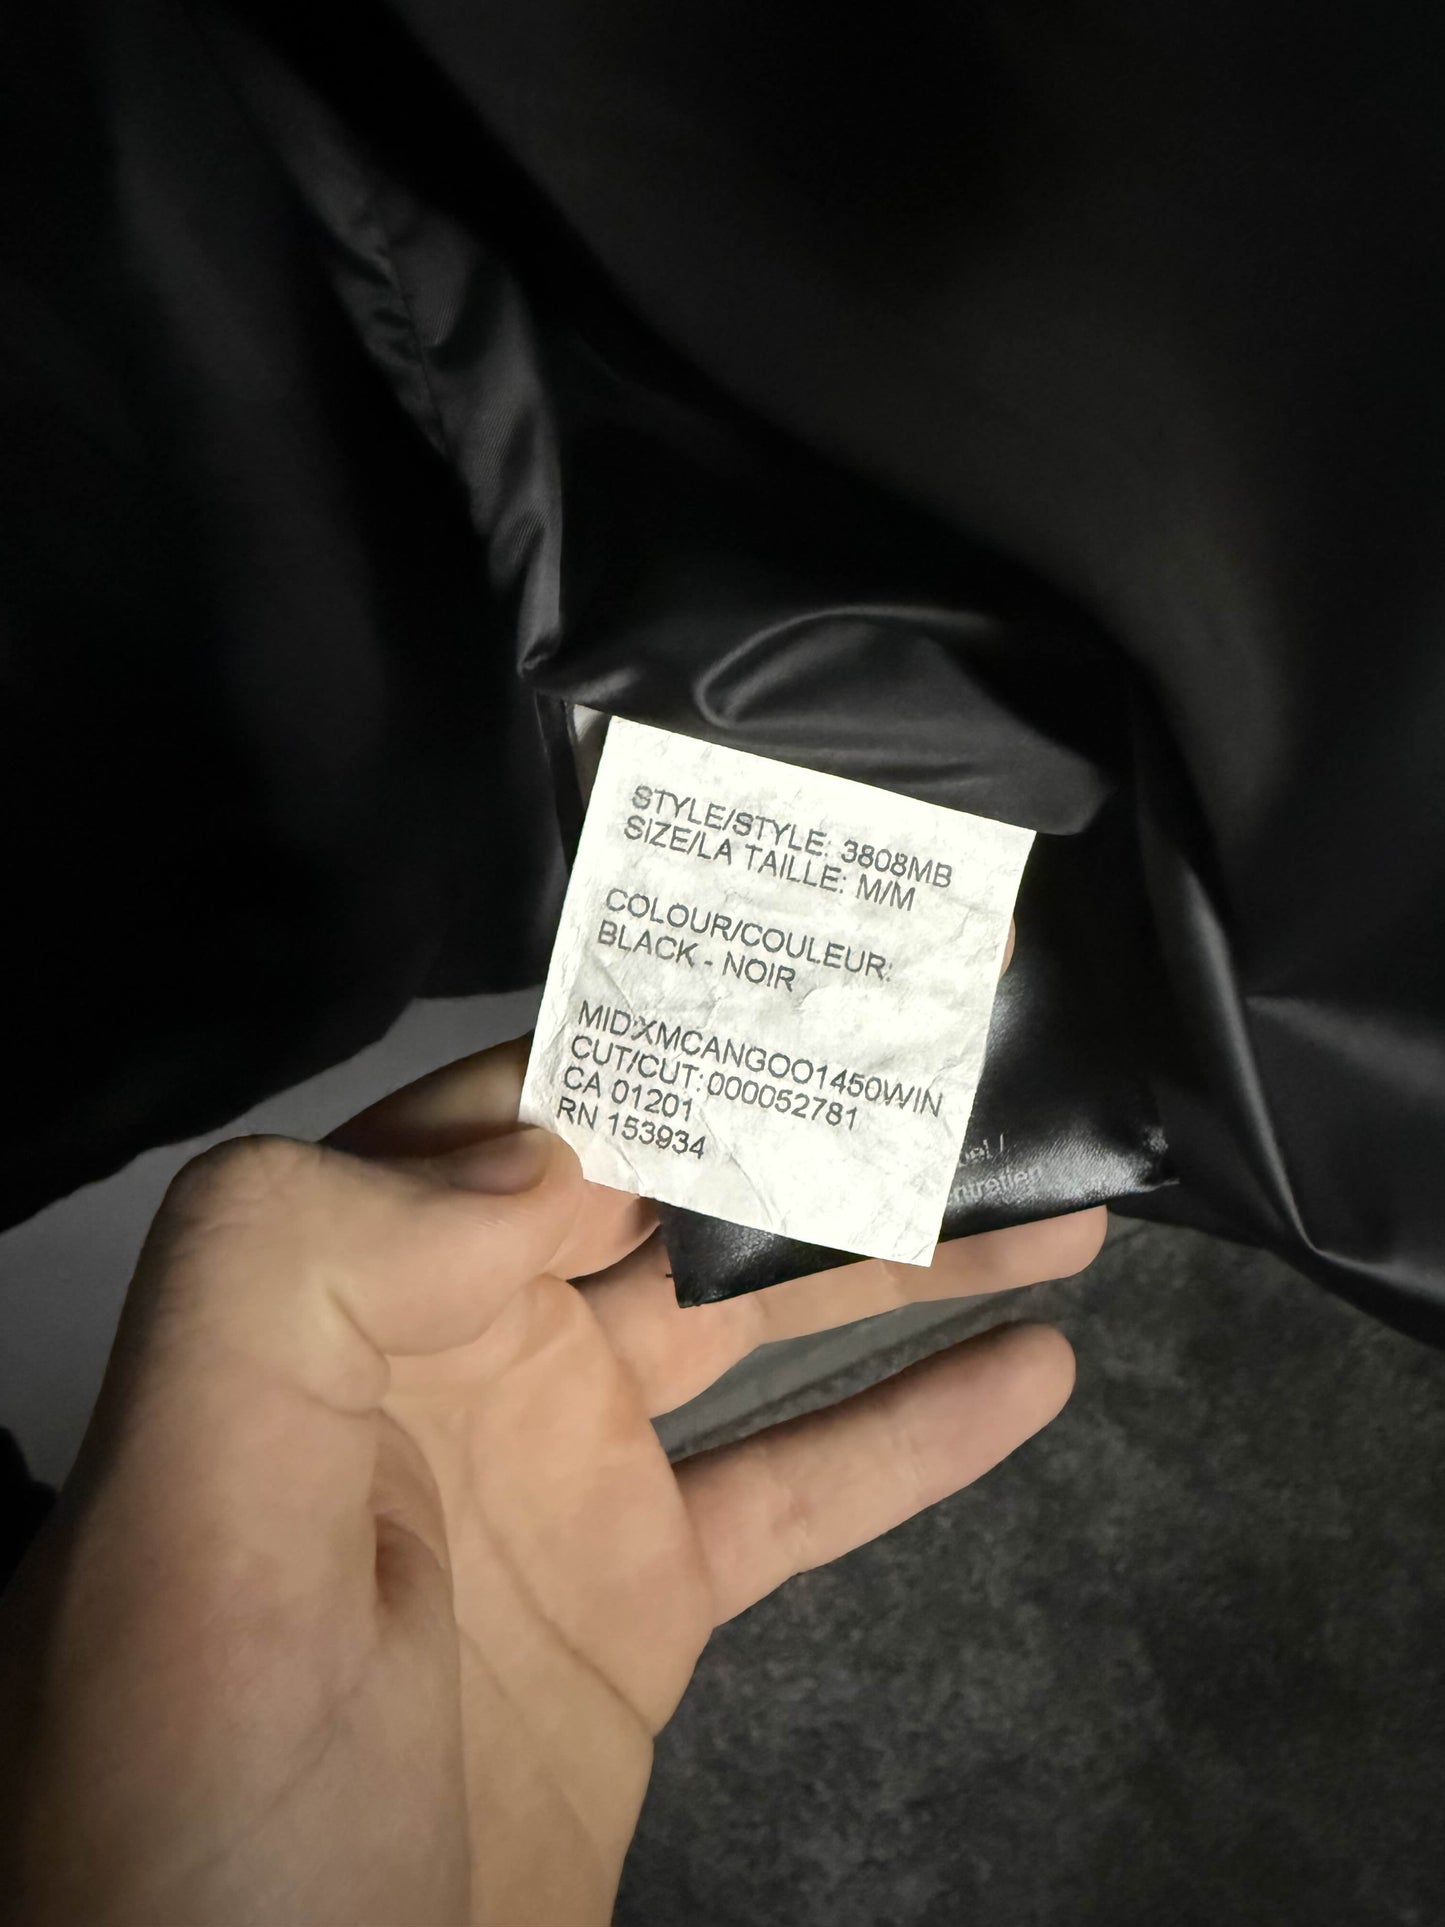 STYLE/STYLE: 3808MB
SIZE/LA TAILLE: M/M
COLOUR/COULEUR:
BLACK - NOIR
MID:XMCANGOO1450WIN
CUT/CUT: 000052781
CA 01201
RN 153934